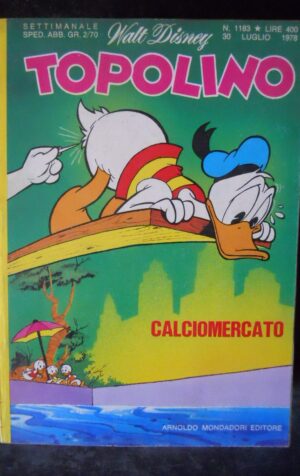 SETTIMANALE
SPED. ABB. GR. 2/70
Walt Disney
N. 1183 ★ LIRE 400
30 LUGLIO 1978
TOPOLINO
CALCIOMERCATO
ARNOLDO MONDADORI EDITORE